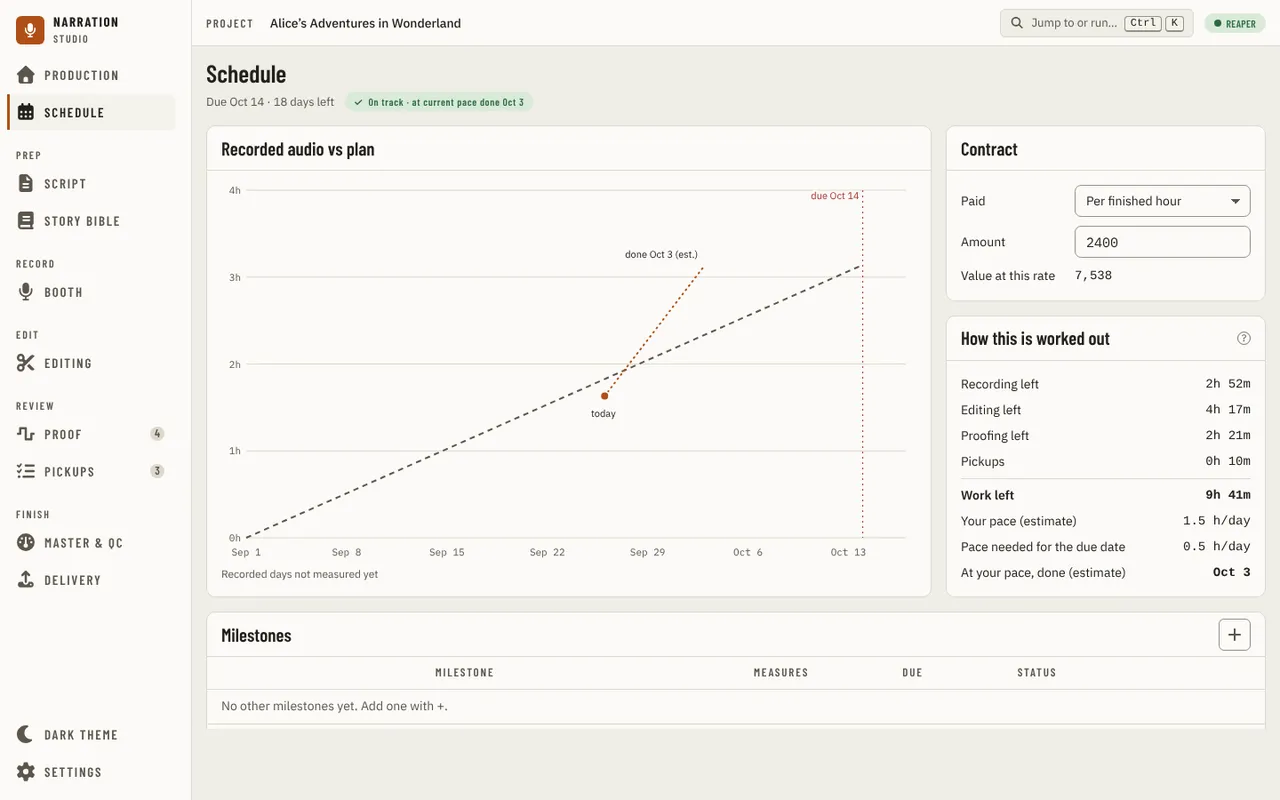 NARRATION
STUDIO
PRODUCTION
SCHEDULE
PREP
SCRIPT
STORY BIBLE
RECORD
BOOTH
EDIT
EDITING
REVIEW
PROOF 4
PICKUPS 3
FINISH
MASTER & QC
DELIVERY
DARK THEME
SETTINGS
PROJECT Alice's Adventures in Wonderland
Jump to or run... Ctrl K
REAPER
Schedule
Due Oct 14 · 18 days left
On track · at current pace done Oct 3
Recorded audio vs plan
4h
3h
2h
1h
0h
due Oct 14
done Oct 3 (est.)
today
Sep 1 Sep 8 Sep 15 Sep 22 Sep 29 Oct 6 Oct 13
Recorded days not measured yet
Contract
Paid Per finished hour
Amount 2400
Value at this rate 7,538
How this is worked out ?
Recording left 2h 52m
Editing left 4h 17m
Proofing left 2h 21m
Pickups 0h 10m
Work left 9h 41m
Your pace (estimate) 1.5 h/day
Pace needed for the due date 0.5 h/day
At your pace, done (estimate) Oct 3
Milestones
MILESTONE MEASURES DUE STATUS
No other milestones yet. Add one with +.